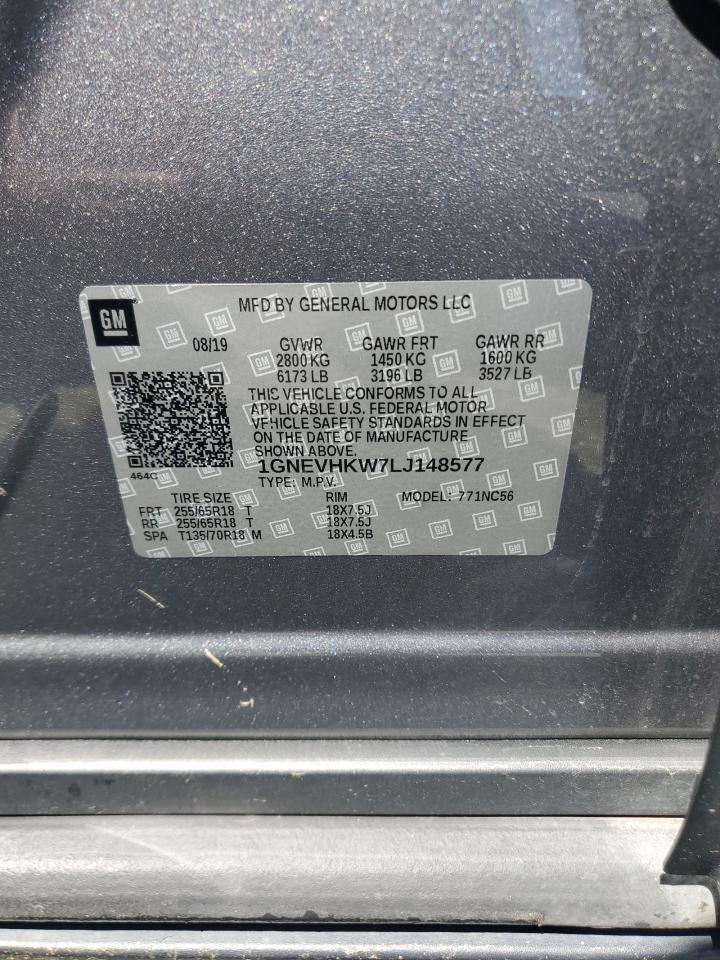 GM
MFD BY GENERAL MOTORS LLC
08/19 GVWR GAWR FRT GAWR RR
2800 KG 1450 KG 1600 KG
6173 LB 3196 LB 3527 LB
THIS VEHICLE CONFORMS TO ALL
APPLICABLE U.S. FEDERAL MOTOR
VEHICLE SAFETY STANDARDS IN EFFECT
ON THE DATE OF MANUFACTURE
SHOWN ABOVE.
464C
1GNEVHKW7LJ148577
TYPE: M.P.V.
TIRE SIZE RIM MODEL: 771NC56
FRT 255/65R18 T 18X7.5J
RR 255/65R18 T 18X7.5J
SPA T135/70R18 M 18X4.5B